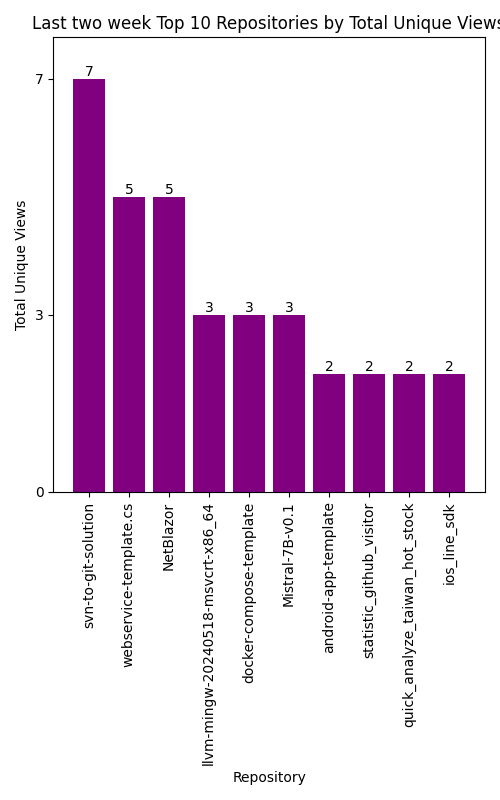 Last two week Top 10 Repositories by Total Unique Views
7
3
0
Total Unique Views
7
5
5
3
3
3
2
2
2
2
svn-to-git-solution
webservice-template.cs
NetBlazor
llvm-mingw-20240518-msvcrt-x86_64
docker-compose-template
Mistral-7B-v0.1
android-app-template
statistic_github_visitor
quick_analyze_taiwan_hot_stock
ios_line_sdk
Repository